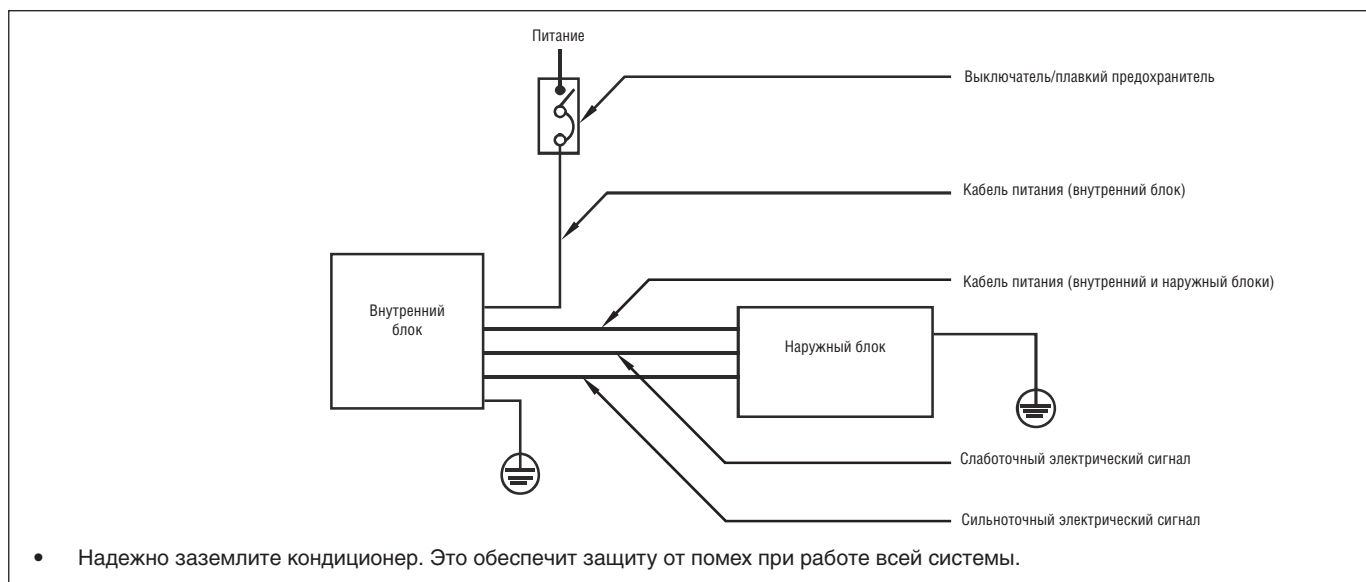 Питание
Выключатель/плавкий предохранитель
Кабель питания (внутренний блок)
Кабель питания (внутренний и наружный блоки)
Внутренний
блок
Наружный блок
Слаботочный электрический сигнал
Сильноточный электрический сигнал
• Надежно заземлите кондиционер. Это обеспечит защиту от помех при работе всей системы.